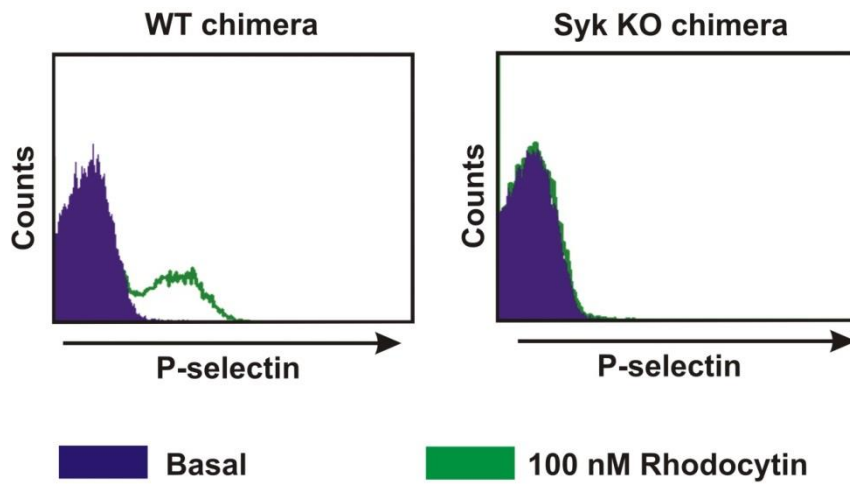 WT chimera
Syk KO chimera
Counts
Counts
P-selectin
P-selectin
Basal
100 nM Rhodocytin